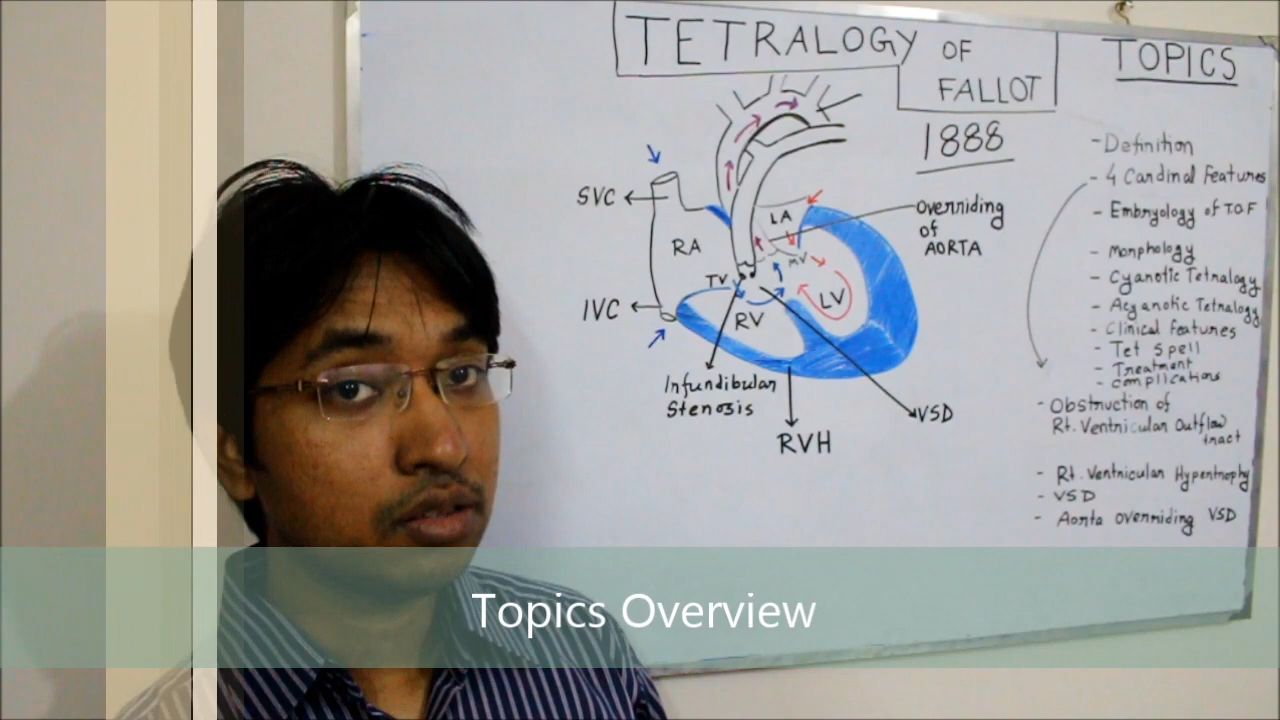 TETRALOGY OF
FALLOT
1888
SVC
RA
LA
Overriding
of
AORTA
TV
MV
IVC
RV
LV
Infundibular
Stenosis
VSD
RVH
TOPICS
- Definition
- 4 Cardinal Features
- Embryology of T.O.F
- Morphology
- Cyanotic Tetralogy
- Acyanotic Tetralogy
- Clinical features
- Tet spell
- Treatment
- complications
- Obstruction of
Rt. Ventricular Outflow
tract
- Rt. Ventricular Hypertrophy
- VSD
- Aorta overriding VSD
Topics Overview